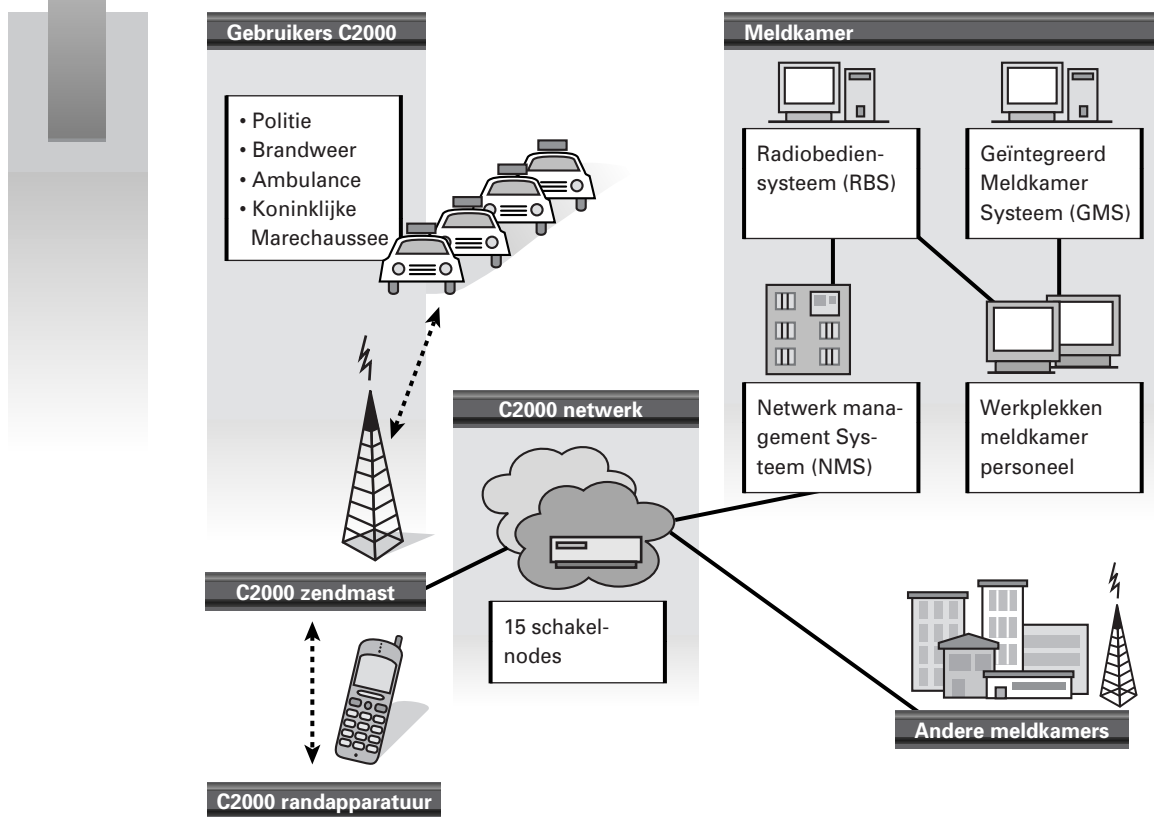 Gebruikers C2000
• Politie
• Brandweer
• Ambulance
• Koninklijke
Marechaussee
Meldkamer
Radiobedien-
systeem (RBS)
Geïntegreerd
Meldkamer
Systeem (GMS)
Netwerk mana-
gement Sys-
teem (NMS)
Werkplekken
meldkamer
personeel
C2000 netwerk
15 schakel-
nodes
C2000 zendmast
Andere meldkamers
C2000 randapparatuur